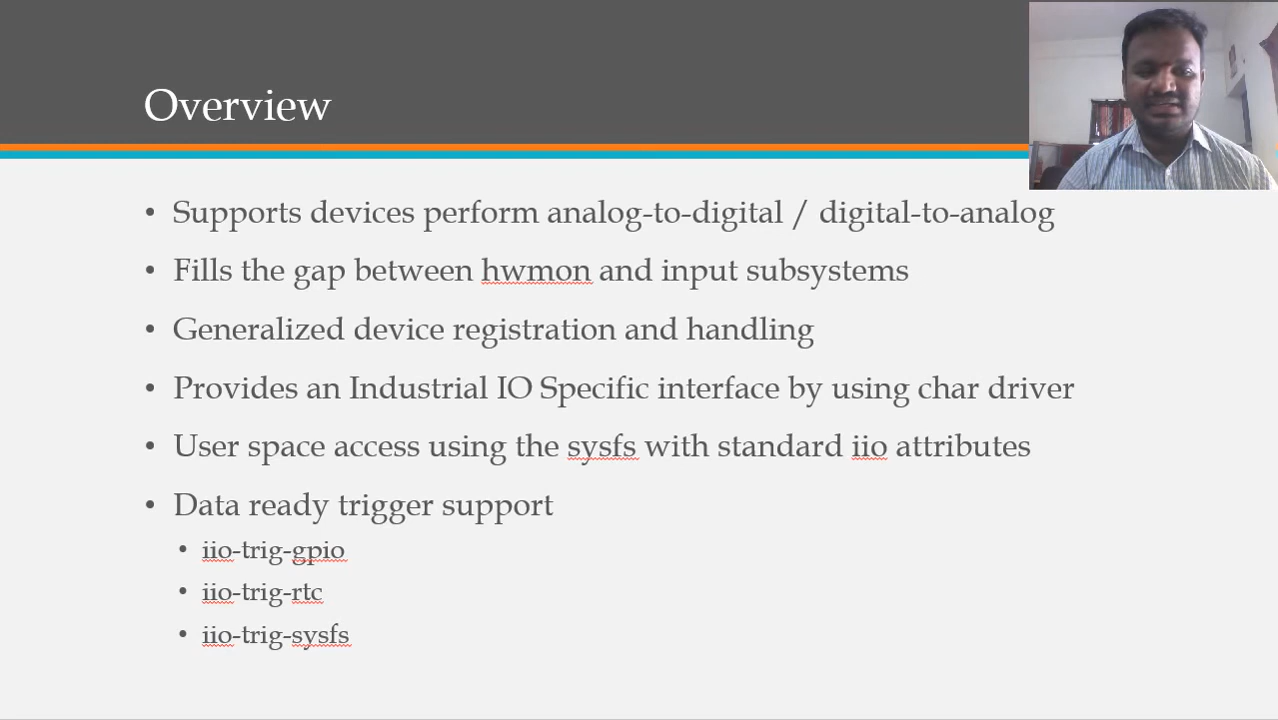 Overview
• Supports devices perform analog-to-digital / digital-to-analog
• Fills the gap between hwmon and input subsystems
• Generalized device registration and handling
• Provides an Industrial IO Specific interface by using char driver
• User space access using the sysfs with standard iio attributes
• Data ready trigger support
• iio-trig-gpio
• iio-trig-rtc
• iio-trig-sysfs